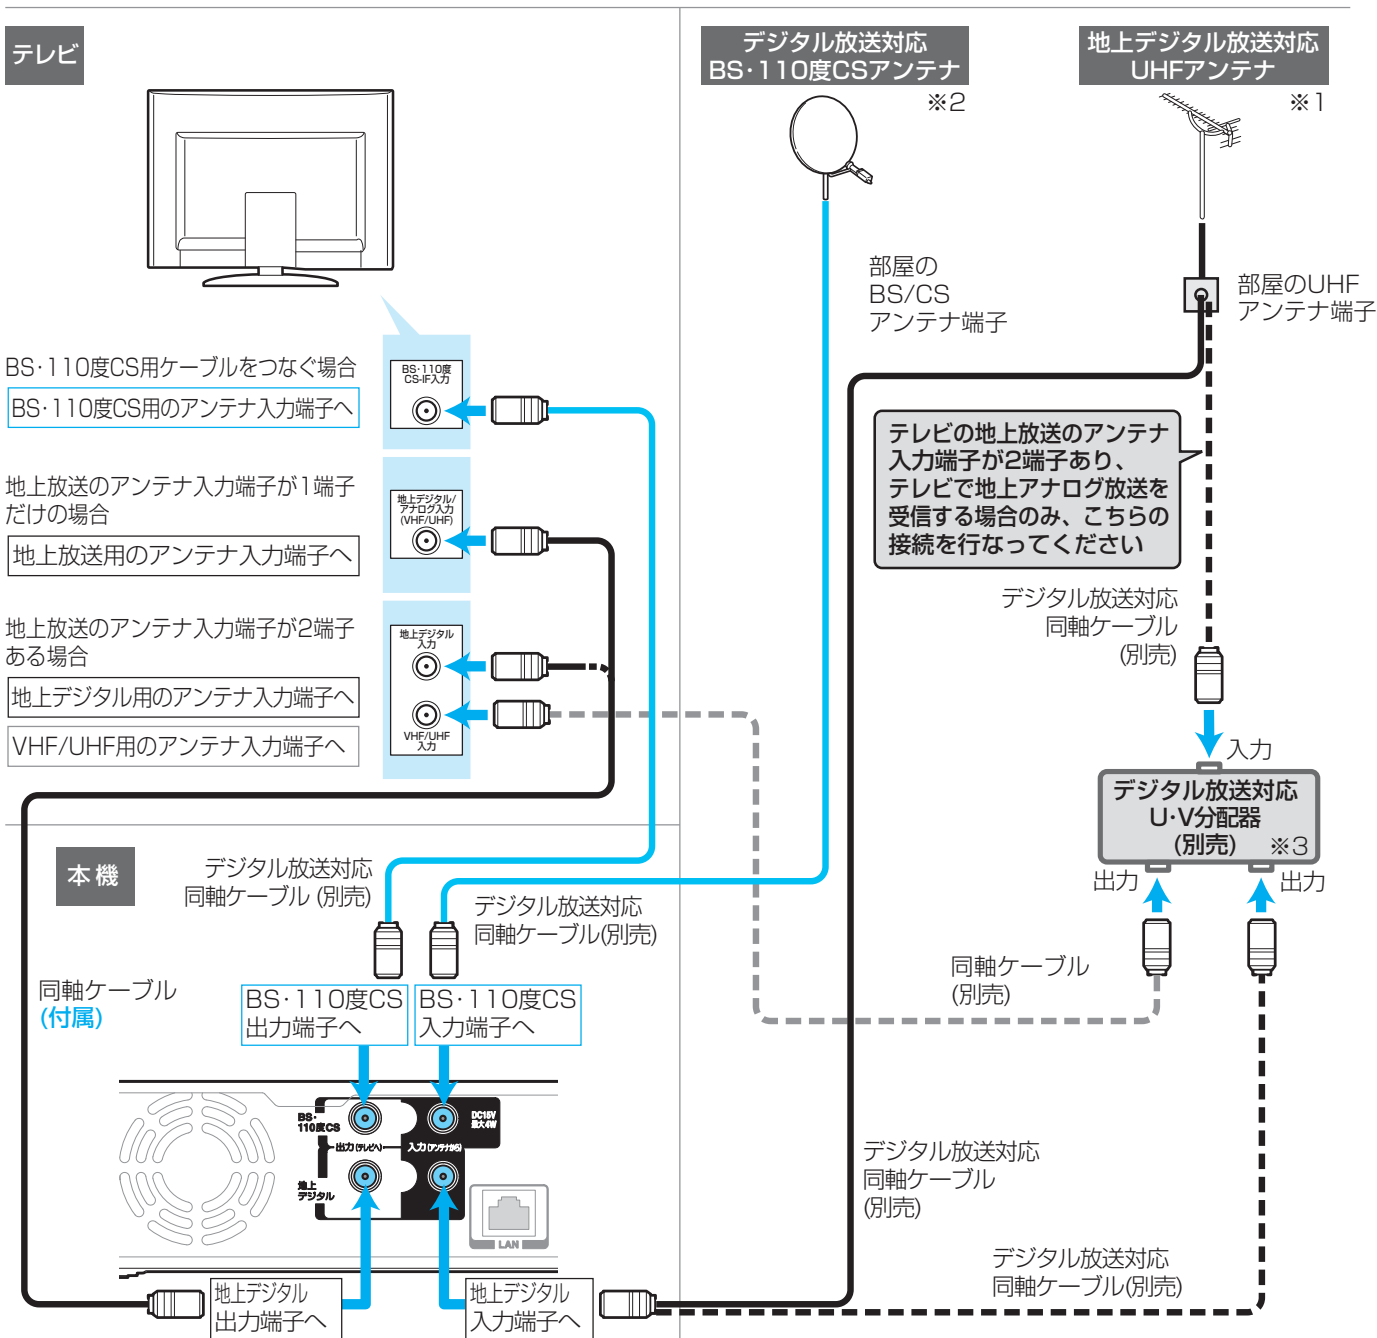 テレビ
デジタル放送対応
BS・110度CSアンテナ
※2
地上デジタル放送対応
UHFアンテナ
※1
部屋の
BS/CS
アンテナ端子
部屋のUHF
アンテナ端子
BS・110度CS用ケーブルをつなぐ場合
BS・110度CS用のアンテナ入力端子へ
BS・110度
CS-IF入力
地上放送のアンテナ入力端子が1端子
だけの場合
地上放送用のアンテナ入力端子へ
地上デジタル/
アナログ入力
(VHF/UHF)
地上放送のアンテナ入力端子が2端子
ある場合
地上デジタル用のアンテナ入力端子へ
VHF/UHF用のアンテナ入力端子へ
地上デジタル
入力
VHF/UHF
入力
テレビの地上放送のアンテナ
入力端子が2端子あり、
テレビで地上アナログ放送を
受信する場合のみ、こちらの
接続を行なってください
デジタル放送対応
同軸ケーブル
(別売)
入力
デジタル放送対応
U・V分配器
(別売) ※3
出力
出力
本機
デジタル放送対応
同軸ケーブル (別売)
デジタル放送対応
同軸ケーブル(別売)
同軸ケーブル
(付属)
BS・110度CS
出力端子へ
BS・110度CS
入力端子へ
同軸ケーブル
(別売)
BS・
110度CS
DC15V
最大4W
出力(テレビへ)
入力(アンテナから)
地上
デジタル
LAN
デジタル放送対応
同軸ケーブル
(別売)
デジタル放送対応
同軸ケーブル(別売)
地上デジタル
出力端子へ
地上デジタル
入力端子へ